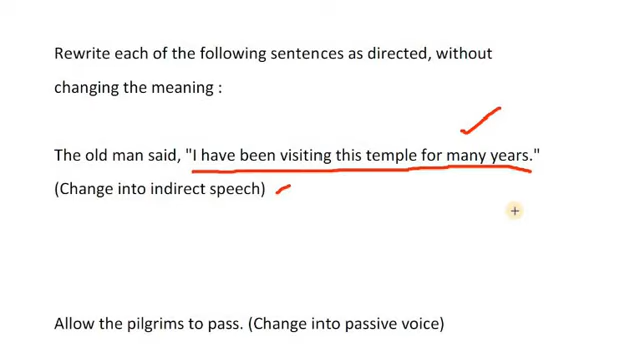 Rewrite each of the following sentences as directed, without
changing the meaning :
The old man said, "I have been visiting this temple for many years."
(Change into indirect speech)
Allow the pilgrims to pass. (Change into passive voice)